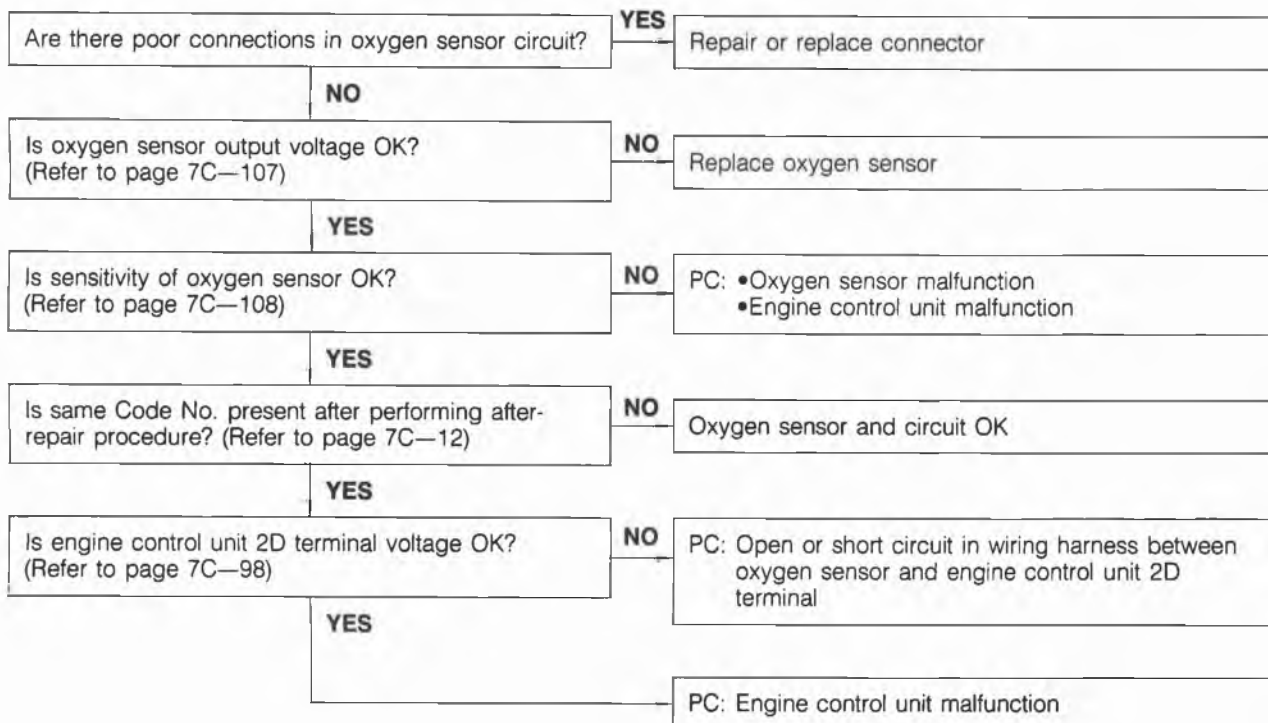 Are there poor connections in oxygen sensor circuit?
YES
Repair or replace connector
NO
Is oxygen sensor output voltage OK?
(Refer to page 7C—107)
NO
Replace oxygen sensor
YES
Is sensitivity of oxygen sensor OK?
(Refer to page 7C—108)
NO
PC: •Oxygen sensor malfunction
•Engine control unit malfunction
YES
Is same Code No. present after performing after-
repair procedure? (Refer to page 7C—12)
NO
Oxygen sensor and circuit OK
YES
Is engine control unit 2D terminal voltage OK?
(Refer to page 7C—98)
NO
PC: Open or short circuit in wiring harness between
oxygen sensor and engine control unit 2D
terminal
YES
PC: Engine control unit malfunction